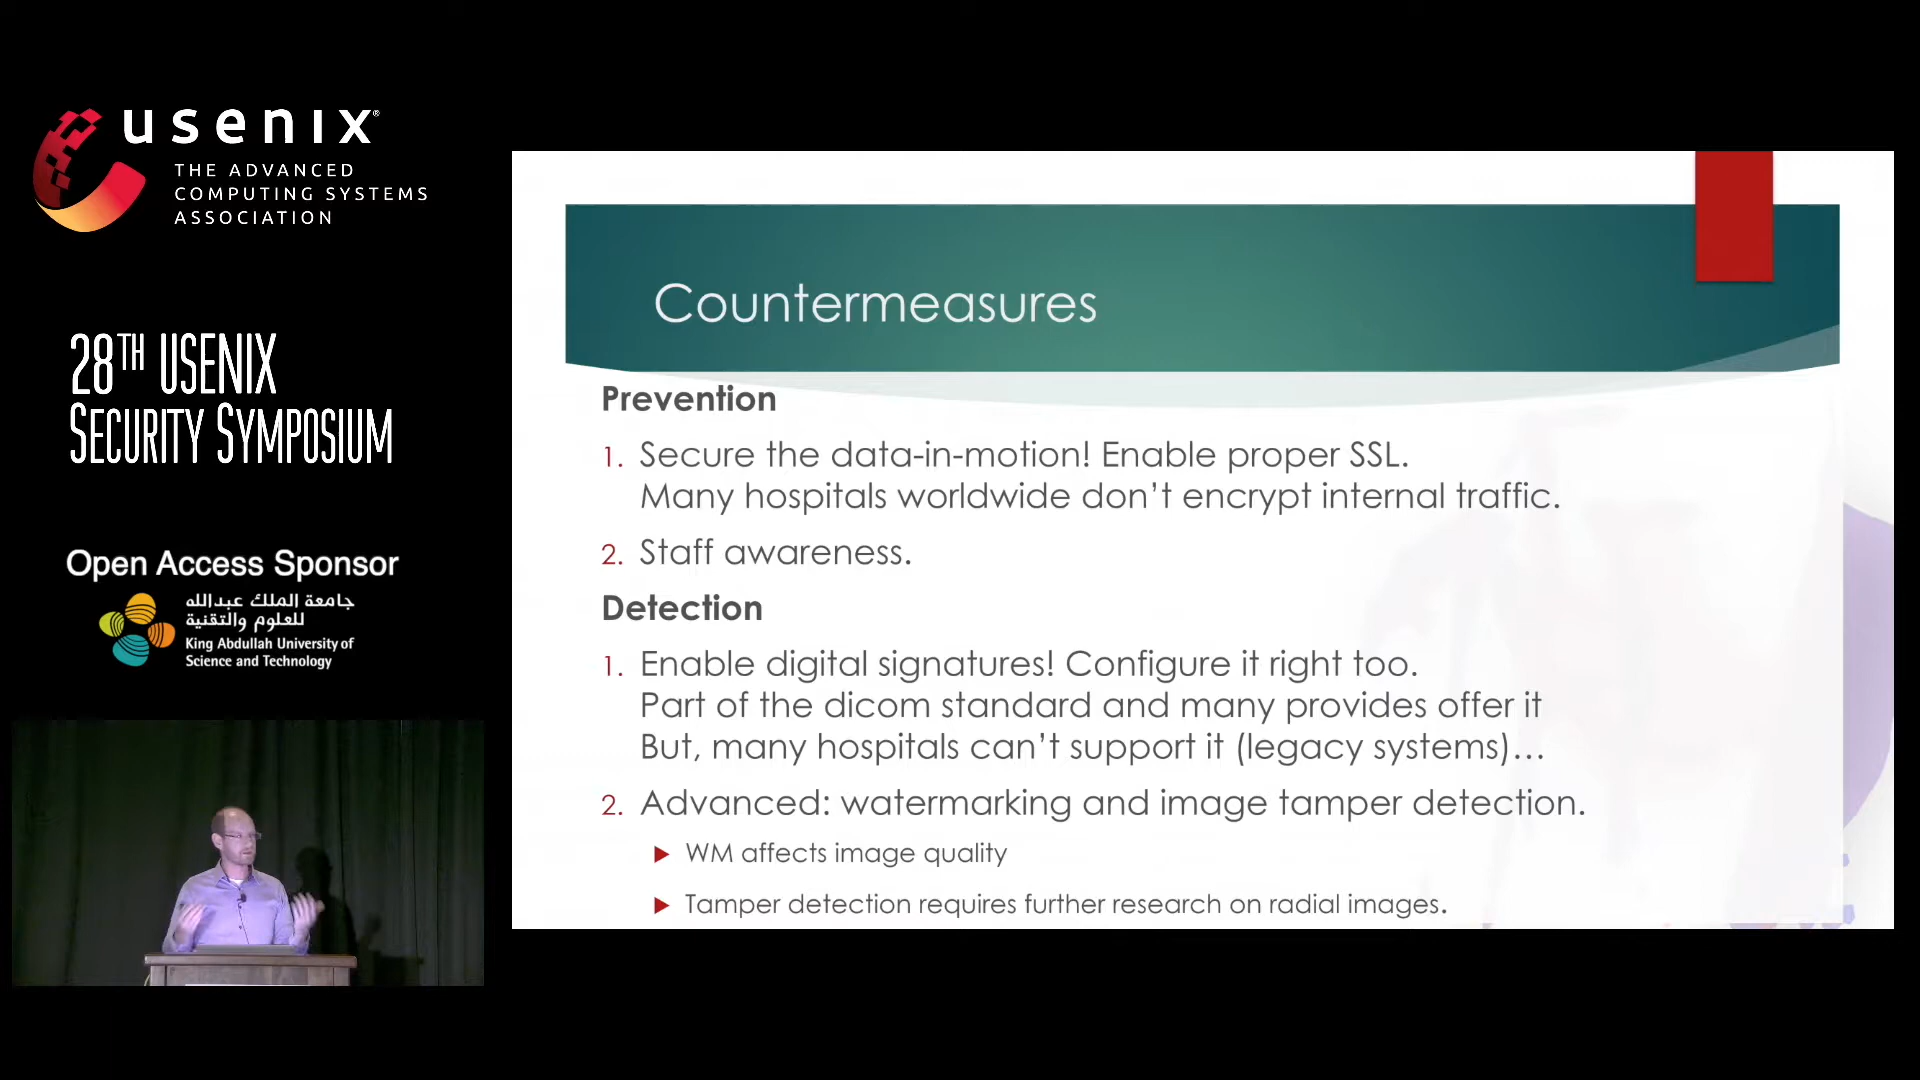 usenix®
THE ADVANCED
COMPUTING SYSTEMS
ASSOCIATION
28TH USENIX
SECURITY SYMPOSIUM
Open Access Sponsor
جامعة الملك عبدالله
للعلوم والتقنية
King Abdullah University of
Science and Technology
Countermeasures
Prevention
1. Secure the data-in-motion! Enable proper SSL.
Many hospitals worldwide don’t encrypt internal traffic.
2. Staff awareness.
Detection
1. Enable digital signatures! Configure it right too.
Part of the dicom standard and many provides offer it
But, many hospitals can’t support it (legacy systems)…
2. Advanced: watermarking and image tamper detection.
WM affects image quality
Tamper detection requires further research on radial images.